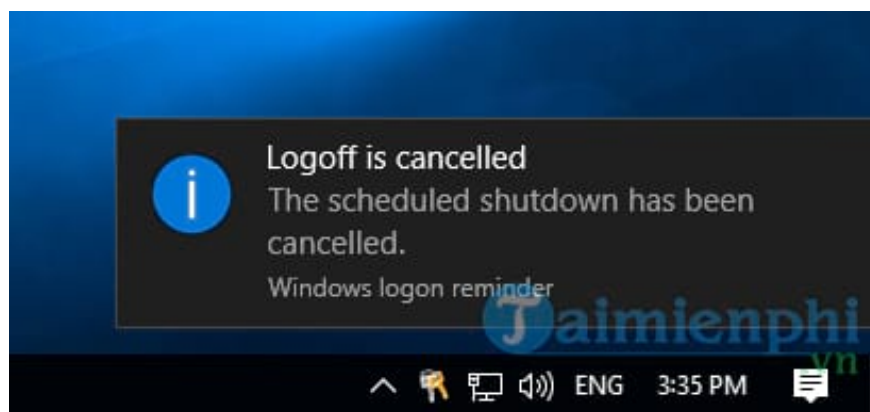 Logoff is cancelled
The scheduled shutdown has been
cancelled.
Windows logon reminder
Taimienphi
.vn
ENG 3:35 PM